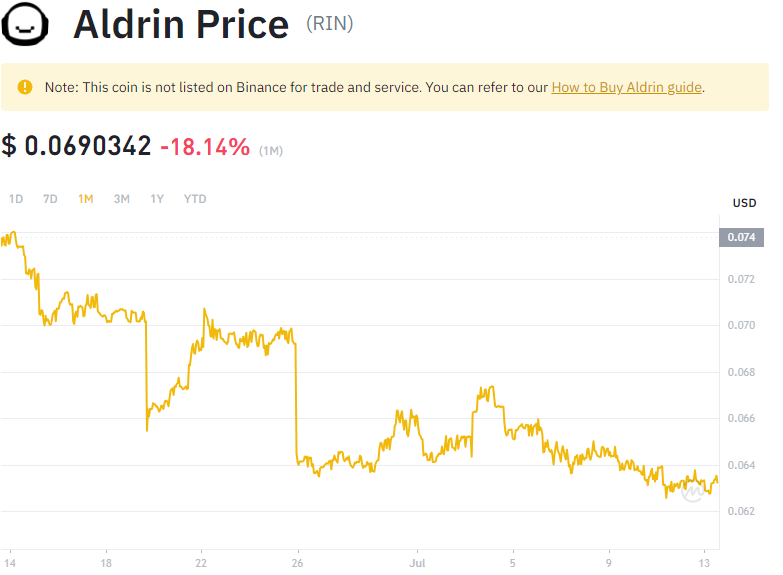 Aldrin Price (RIN)
Note: This coin is not listed on Binance for trade and service. You can refer to our How to Buy Aldrin guide.
$ 0.0690342 -18.14% (1M)
1D 7D 1M 3M 1Y YTD
USD
0.074
0.072
0.070
0.068
0.066
0.064
0.062
14 18 22 26 Jul 5 9 13